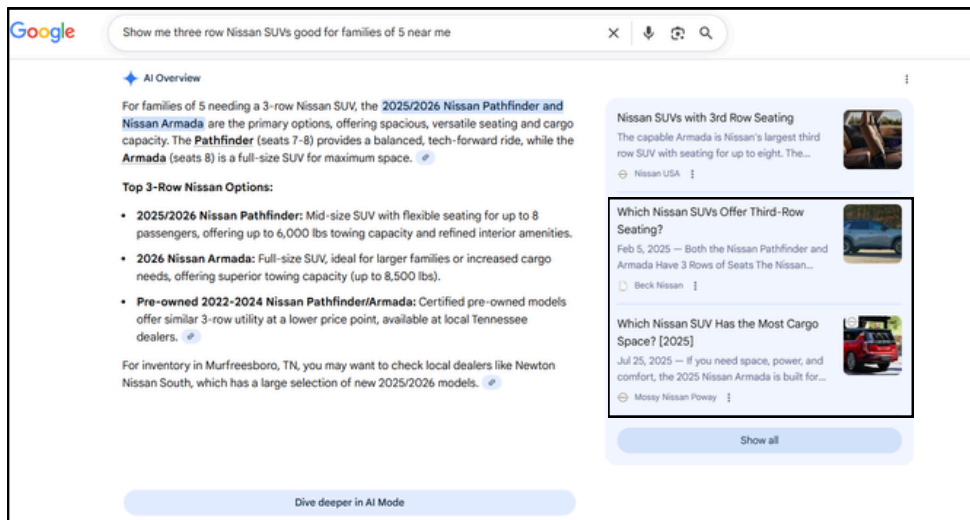 Google
Show me three row Nissan SUVs good for families of 5 near me
AI Overview
For families of 5 needing a 3-row Nissan SUV, the 2025/2026 Nissan Pathfinder and
Nissan Armada are the primary options, offering spacious, versatile seating and cargo
capacity. The Pathfinder (seats 7-8) provides a balanced, tech-forward ride, while the
Armada (seats 8) is a full-size SUV for maximum space.
Top 3-Row Nissan Options:
• 2025/2026 Nissan Pathfinder: Mid-size SUV with flexible seating for up to 8
passengers, offering up to 6,000 lbs towing capacity and refined interior amenities.
• 2026 Nissan Armada: Full-size SUV, ideal for larger families or increased cargo
needs, offering superior towing capacity (up to 8,500 lbs).
• Pre-owned 2022-2024 Nissan Pathfinder/Armada: Certified pre-owned models
offer similar 3-row utility at a lower price point, available at local Tennessee
dealers.
For inventory in Murfreesboro, TN, you may want to check local dealers like Newton
Nissan South, which has a large selection of new 2025/2026 models.
Dive deeper in AI Mode
Nissan SUVs with 3rd Row Seating
The capable Armada is Nissan's largest third
row SUV with seating for up to eight. The...
Nissan USA
Which Nissan SUVs Offer Third-Row
Seating?
Feb 5, 2025 — Both the Nissan Pathfinder and
Armada Have 3 Rows of Seats The Nissan...
Beck Nissan
Which Nissan SUV Has the Most Cargo
Space? [2025]
Jul 25, 2025 — If you need space, power, and
comfort, the 2025 Nissan Armada is built for...
Mossy Nissan Poway
Show all